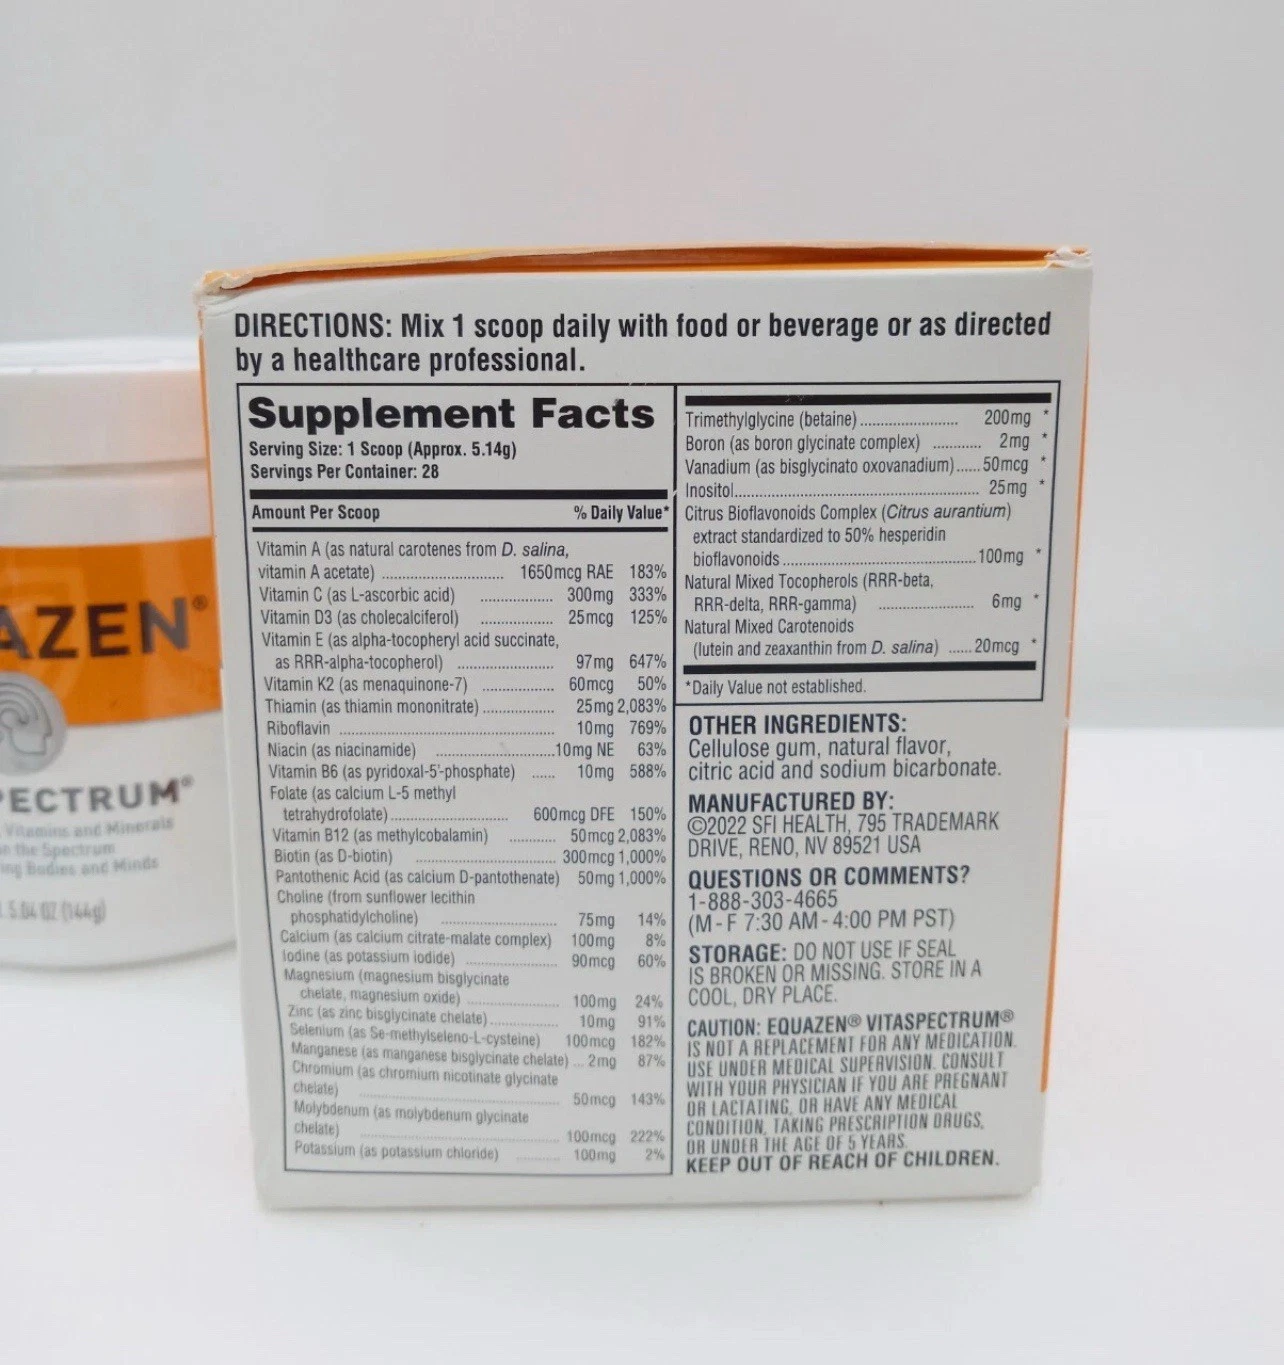 DIRECTIONS: Mix 1 scoop daily with food or beverage or as directed
by a healthcare professional.
Supplement Facts
Serving Size: 1 Scoop (Approx. 5.14g)
Servings Per Container: 28
Amount Per Scoop % Daily Value*
Vitamin A (as natural carotenes from D. salina,
vitamin A acetate) ............................ 1650mcg RAE 183%
Vitamin C (as L-ascorbic acid) ................. 300mg 333%
Vitamin D3 (as cholecalciferol) ................. 25mcg 125%
Vitamin E (as alpha-tocopheryl acid succinate,
as RRR-alpha-tocopherol) ...................... 97mg 647%
Vitamin K2 (as menaquinone-7) ................ 60mcg 50%
Thiamin (as thiamin mononitrate) ................ 25mg 2,083%
Riboflavin .................................................... 10mg 769%
Niacin (as niacinamide) ............................ 10mg NE 63%
Vitamin B6 (as pyridoxal-5'-phosphate) ...... 10mg 588%
Folate (as calcium L-5 methyl
tetrahydrofolate) ........................... 600mcg DFE 150%
Vitamin B12 (as methylcobalamin) ............. 50mcg 2,083%
Biotin (as D-biotin) ................................. 300mcg 1,000%
Pantothenic Acid (as calcium D-pantothenate) 50mg 1,000%
Choline (from sunflower lecithin
phosphatidylcholine) ........................... 75mg 14%
Calcium (as calcium citrate-malate complex) 100mg 8%
Iodine (as potassium iodide) ..................... 90mcg 60%
Magnesium (magnesium bisglycinate
chelate, magnesium oxide) ..................... 100mg 24%
Zinc (as zinc bisglycinate chelate) ..................... 10mg 91%
Selenium (as Se-methylseleno-L-cysteine) 100mcg 182%
Manganese (as manganese bisglycinate chelate) ... 2mg 87%
Chromium (as chromium nicotinate glycinate
chelate) .............................................. 50mcg 143%
Molybdenum (as molybdenum glycinate
chelate) .............................................. 100mcg 222%
Potassium (as potassium chloride) .......... 100mg 2%
Trimethylglycine (betaine) ........................ 200mg *
Boron (as boron glycinate complex) ............ 2mg *
Vanadium (as bisglycinato oxovanadium) ...... 50mcg *
Inositol ............................................................ 25mg *
Citrus Bioflavonoids Complex (Citrus aurantium)
extract standardized to 50% hesperidin
bioflavonoids ............................................... 100mg *
Natural Mixed Tocopherols (RRR-beta,
RRR-delta, RRR-gamma) ....................... 6mg *
Natural Mixed Carotenoids
(lutein and zeaxanthin from D. salina) ...... 20mcg *
*Daily Value not established.
OTHER INGREDIENTS:
Cellulose gum, natural flavor,
citric acid and sodium bicarbonate.
MANUFACTURED BY:
©2022 SFI HEALTH, 795 TRADEMARK
DRIVE, RENO, NV 89521 USA
QUESTIONS OR COMMENTS?
1-888-303-4665
(M - F 7:30 AM - 4:00 PM PST)
STORAGE: DO NOT USE IF SEAL
IS BROKEN OR MISSING. STORE IN A
COOL, DRY PLACE.
CAUTION: EQUAZEN® VITASPECTRUM®
IS NOT A REPLACEMENT FOR ANY MEDICATION.
USE UNDER MEDICAL SUPERVISION. CONSULT
WITH YOUR PHYSICIAN IF YOU ARE PREGNANT
OR LACTATING, OR HAVE ANY MEDICAL
CONDITION, TAKING PRESCRIPTION DRUGS,
OR UNDER THE AGE OF 5 YEARS.
KEEP OUT OF REACH OF CHILDREN.
AZEN®
PECTRUM®
Vitamins and Minerals
on the Spectrum
ing Bodies and Minds
5.04 OZ (144g)